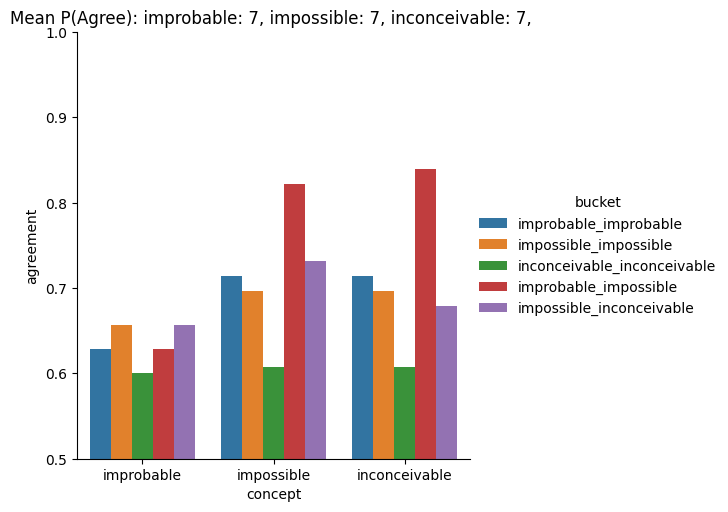 Mean P(Agree): improbable: 7, impossible: 7, inconceivable: 7,
1.0
0.9
0.8
0.7
0.6
0.5
agreement
improbable
impossible
inconceivable
concept
bucket
improbable_improbable
impossible_impossible
inconceivable_inconceivable
improbable_impossible
impossible_inconceivable